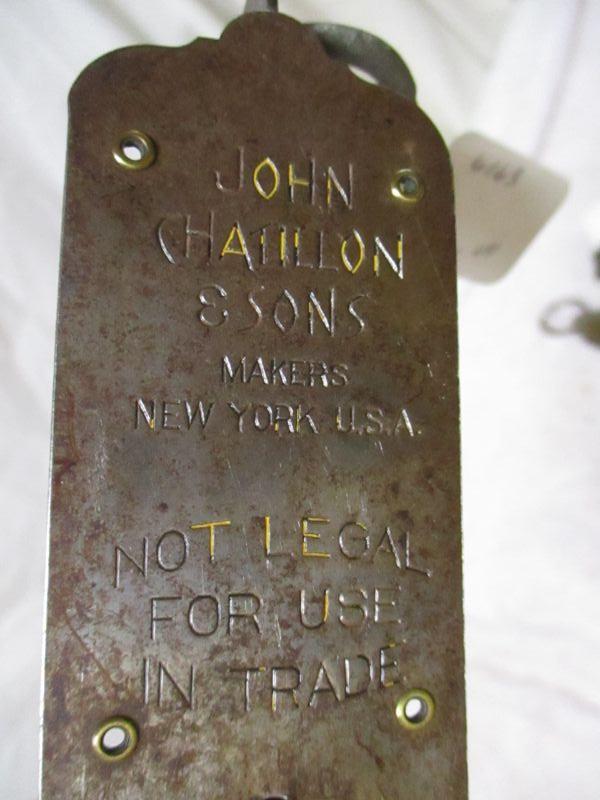 JOHN
CHATILLON
& SONS
MAKERS
NEW YORK U.S.A.
NOT LEGAL
FOR USE
IN TRADE